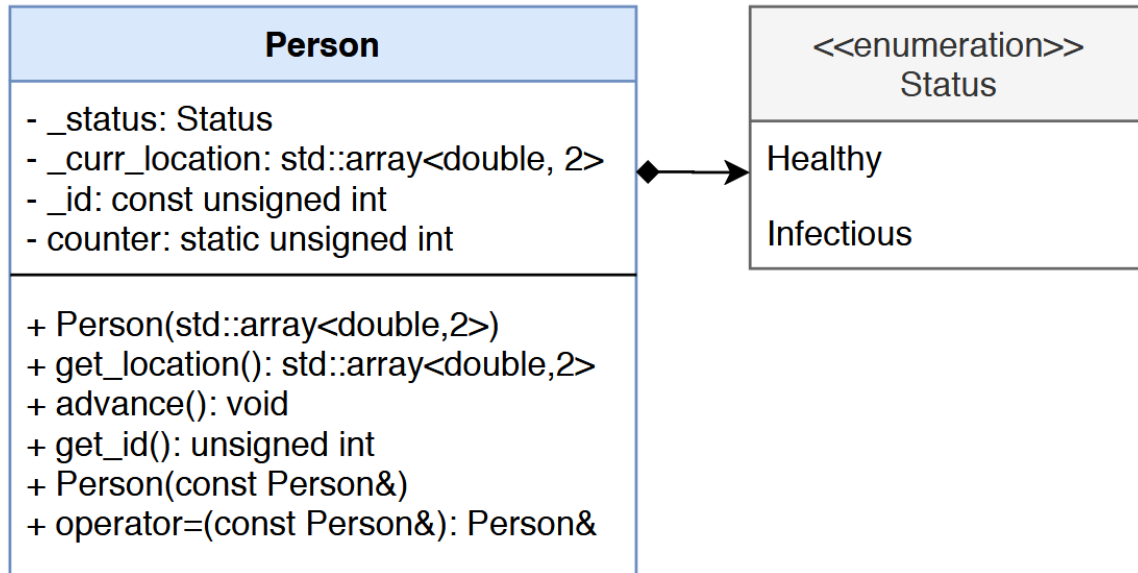 Person
- _status: Status
- _curr_location: std::array<double, 2>
- _id: const unsigned int
- counter: static unsigned int
+ Person(std::array<double,2>)
+ get_location(): std::array<double,2>
+ advance(): void
+ get_id(): unsigned int
+ Person(const Person&)
+ operator=(const Person&): Person&
<<enumeration>>
Status
Healthy
Infectious